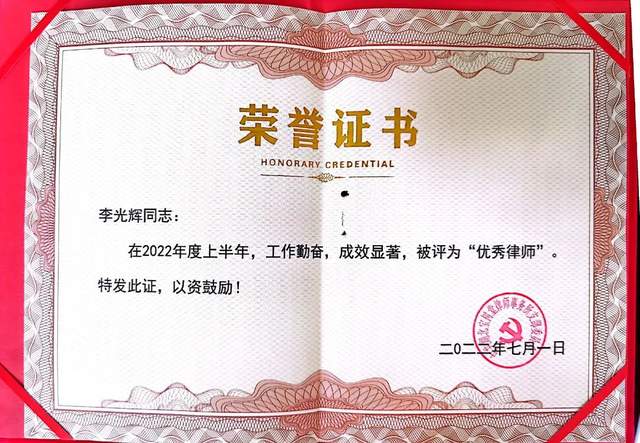 荣誉证书
HONORARY CREDENTIAL
李光辉同志：
在2022年度上半年，工作勤奋，成效显著，被评为“优秀律师”。
特发此证，以资鼓励！
二〇二二年七月一日